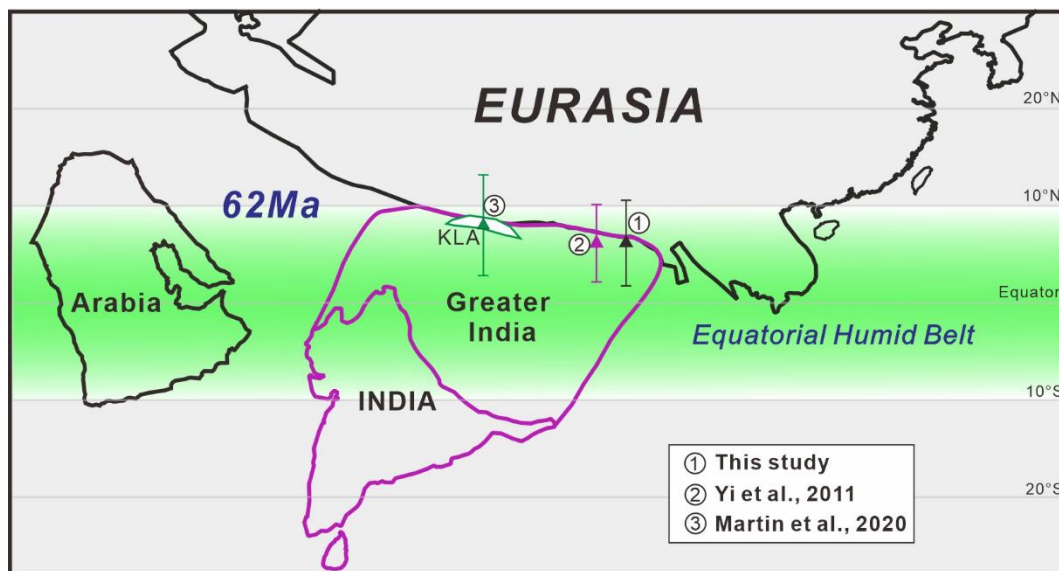 EURASIA
20°N
62Ma
10°N
③
①
KLA
②
Arabia
Greater
India
Equator
Equatorial Humid Belt
INDIA
10°S
① This study
② Yi et al., 2011
③ Martin et al., 2020
20°S